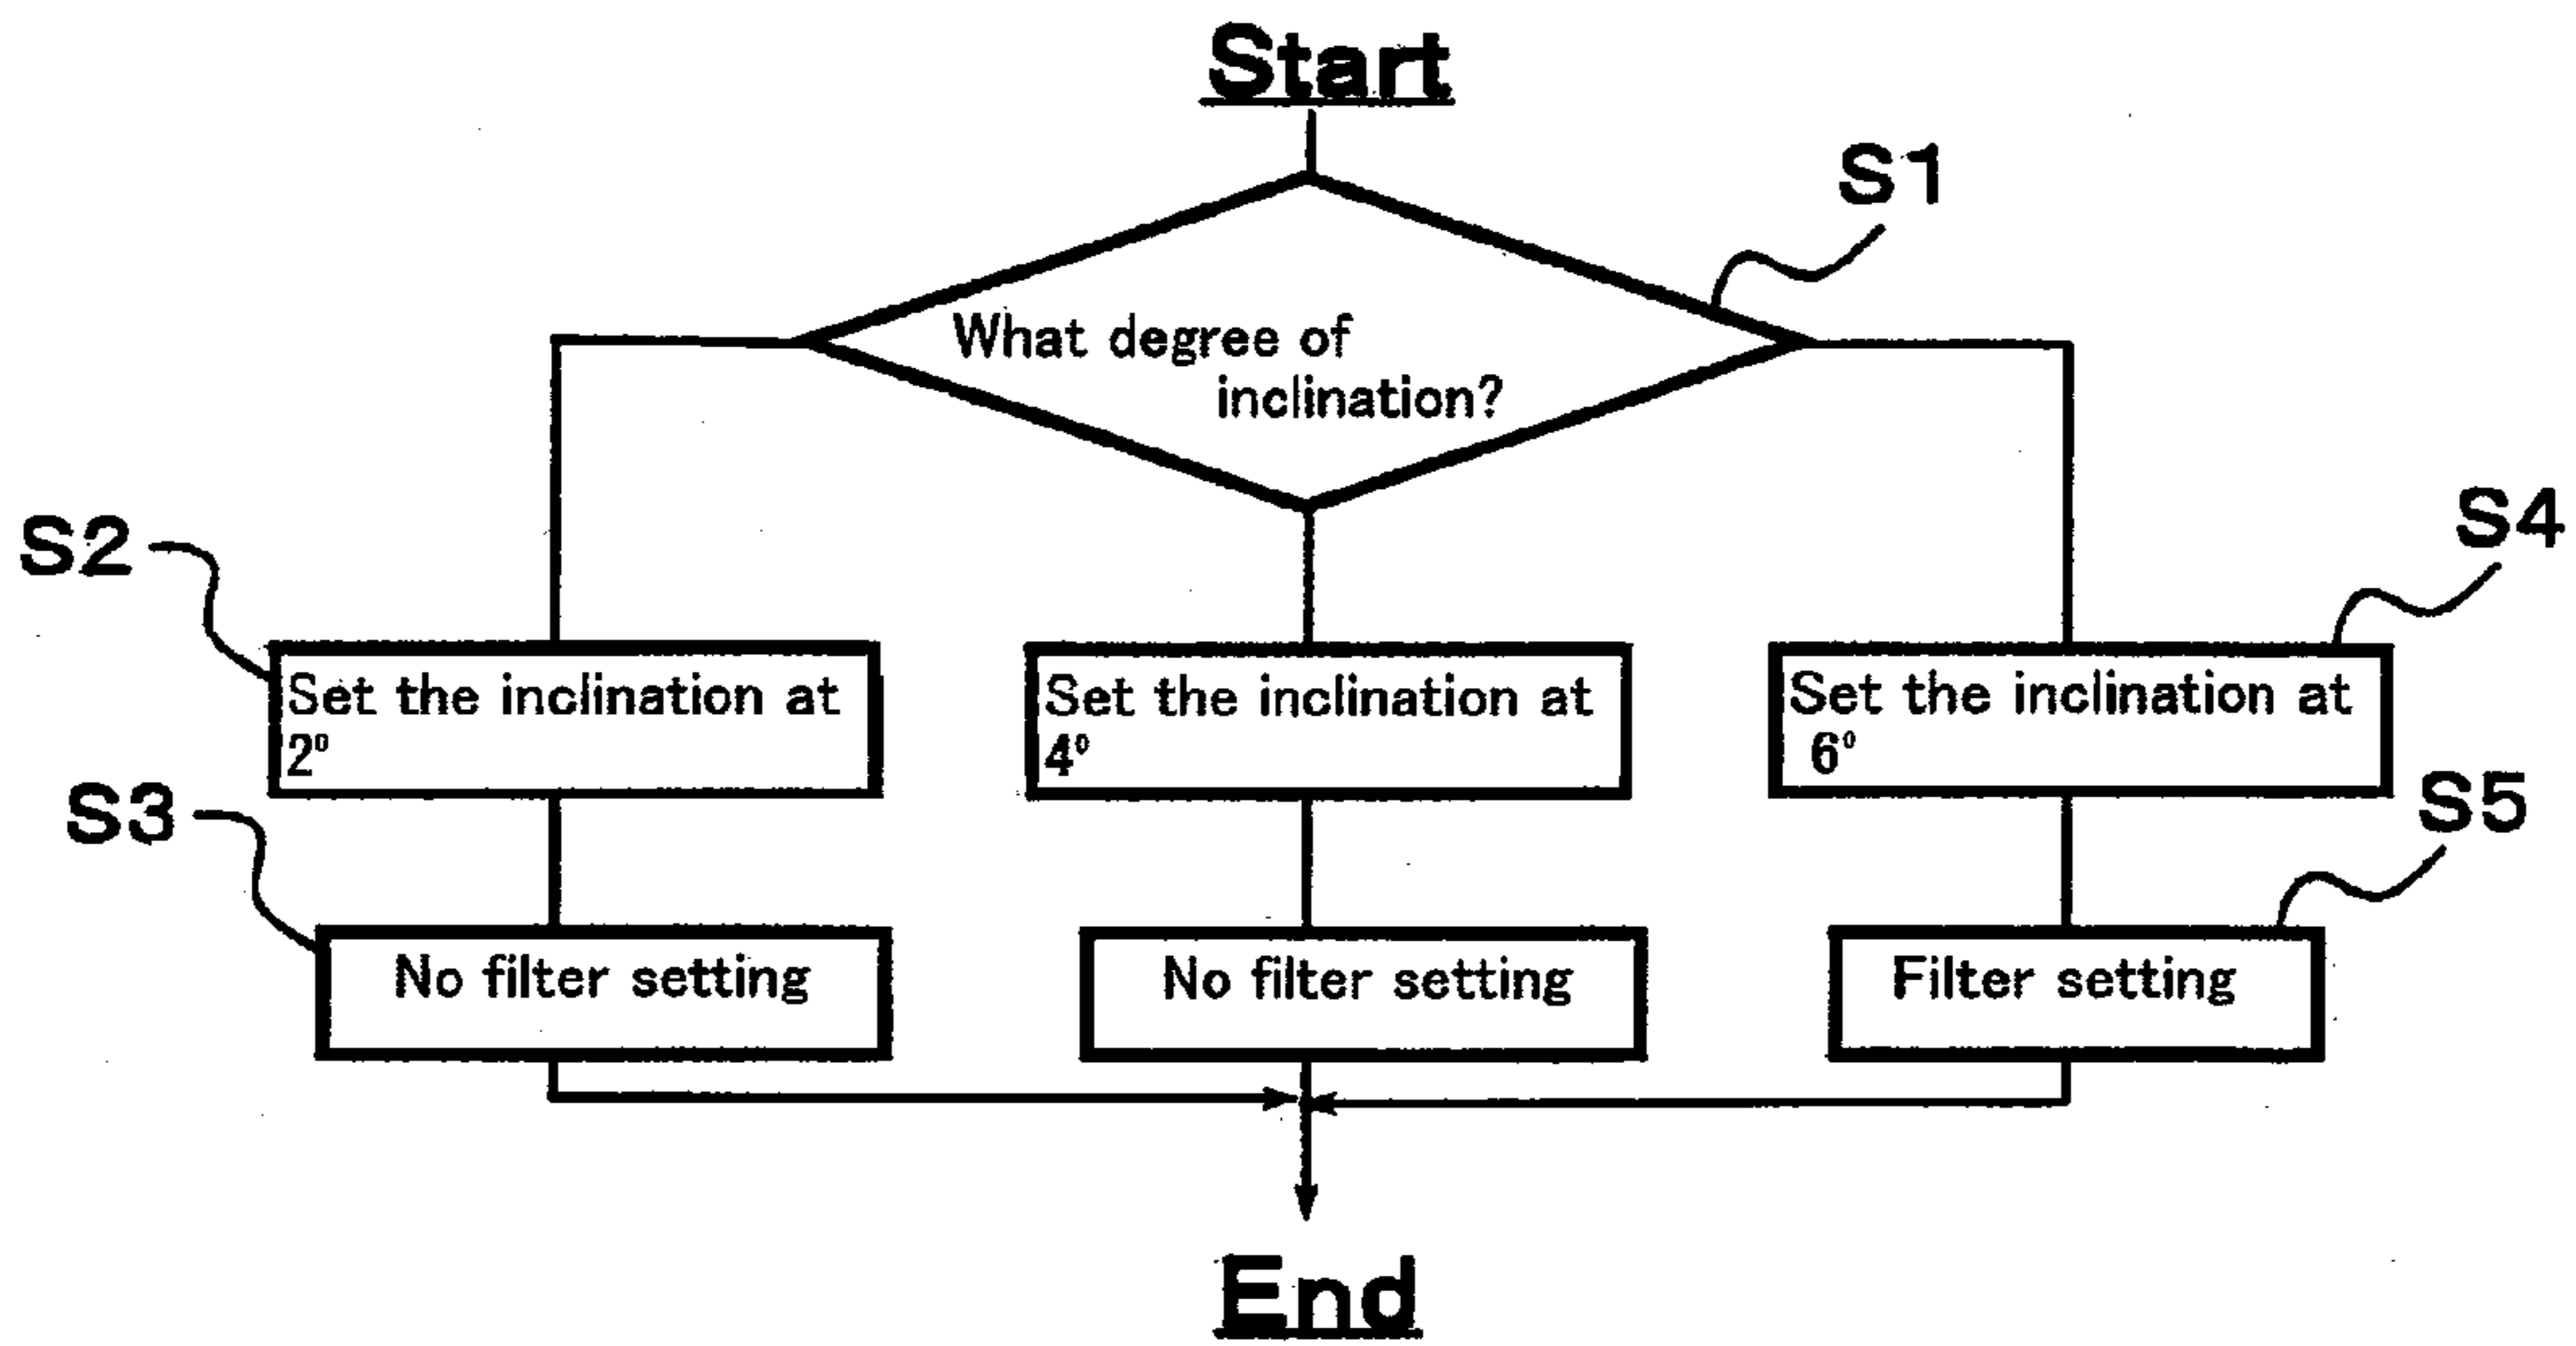 Start
S1
What degree of
inclination?
S2
S4
Set the inclination at
2°
Set the inclination at
4°
Set the inclination at
6°
S3
S5
No filter setting
No filter setting
Filter setting
End